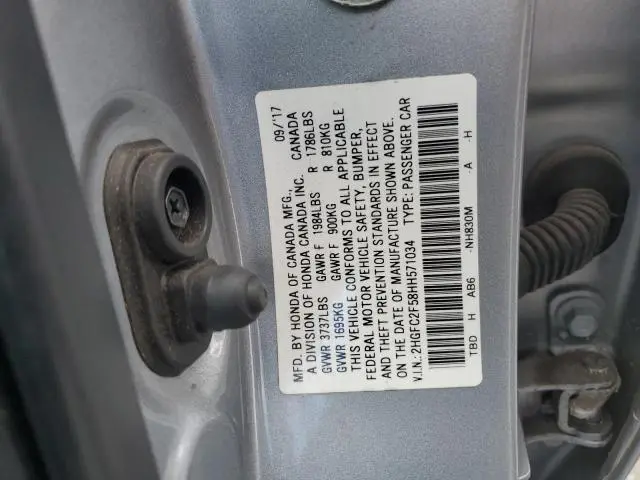 MFD. BY HONDA OF CANADA MFG., 09/17
A DIVISION OF HONDA CANADA INC. CANADA
GVWR 3737LBS GAWR F 1984LBS R 1786LBS
GVWR 1695KG GAWR F 900KG R 810KG
THIS VEHICLE CONFORMS TO ALL APPLICABLE
FEDERAL MOTOR VEHICLE SAFETY, BUMPER,
AND THEFT PREVENTION STANDARDS IN EFFECT
ON THE DATE OF MANUFACTURE SHOWN ABOVE.
V.I.N.: 2HGFC2F58HH571034 TYPE: PASSENGER CAR
TBD H AB6 -NH830M -A -H